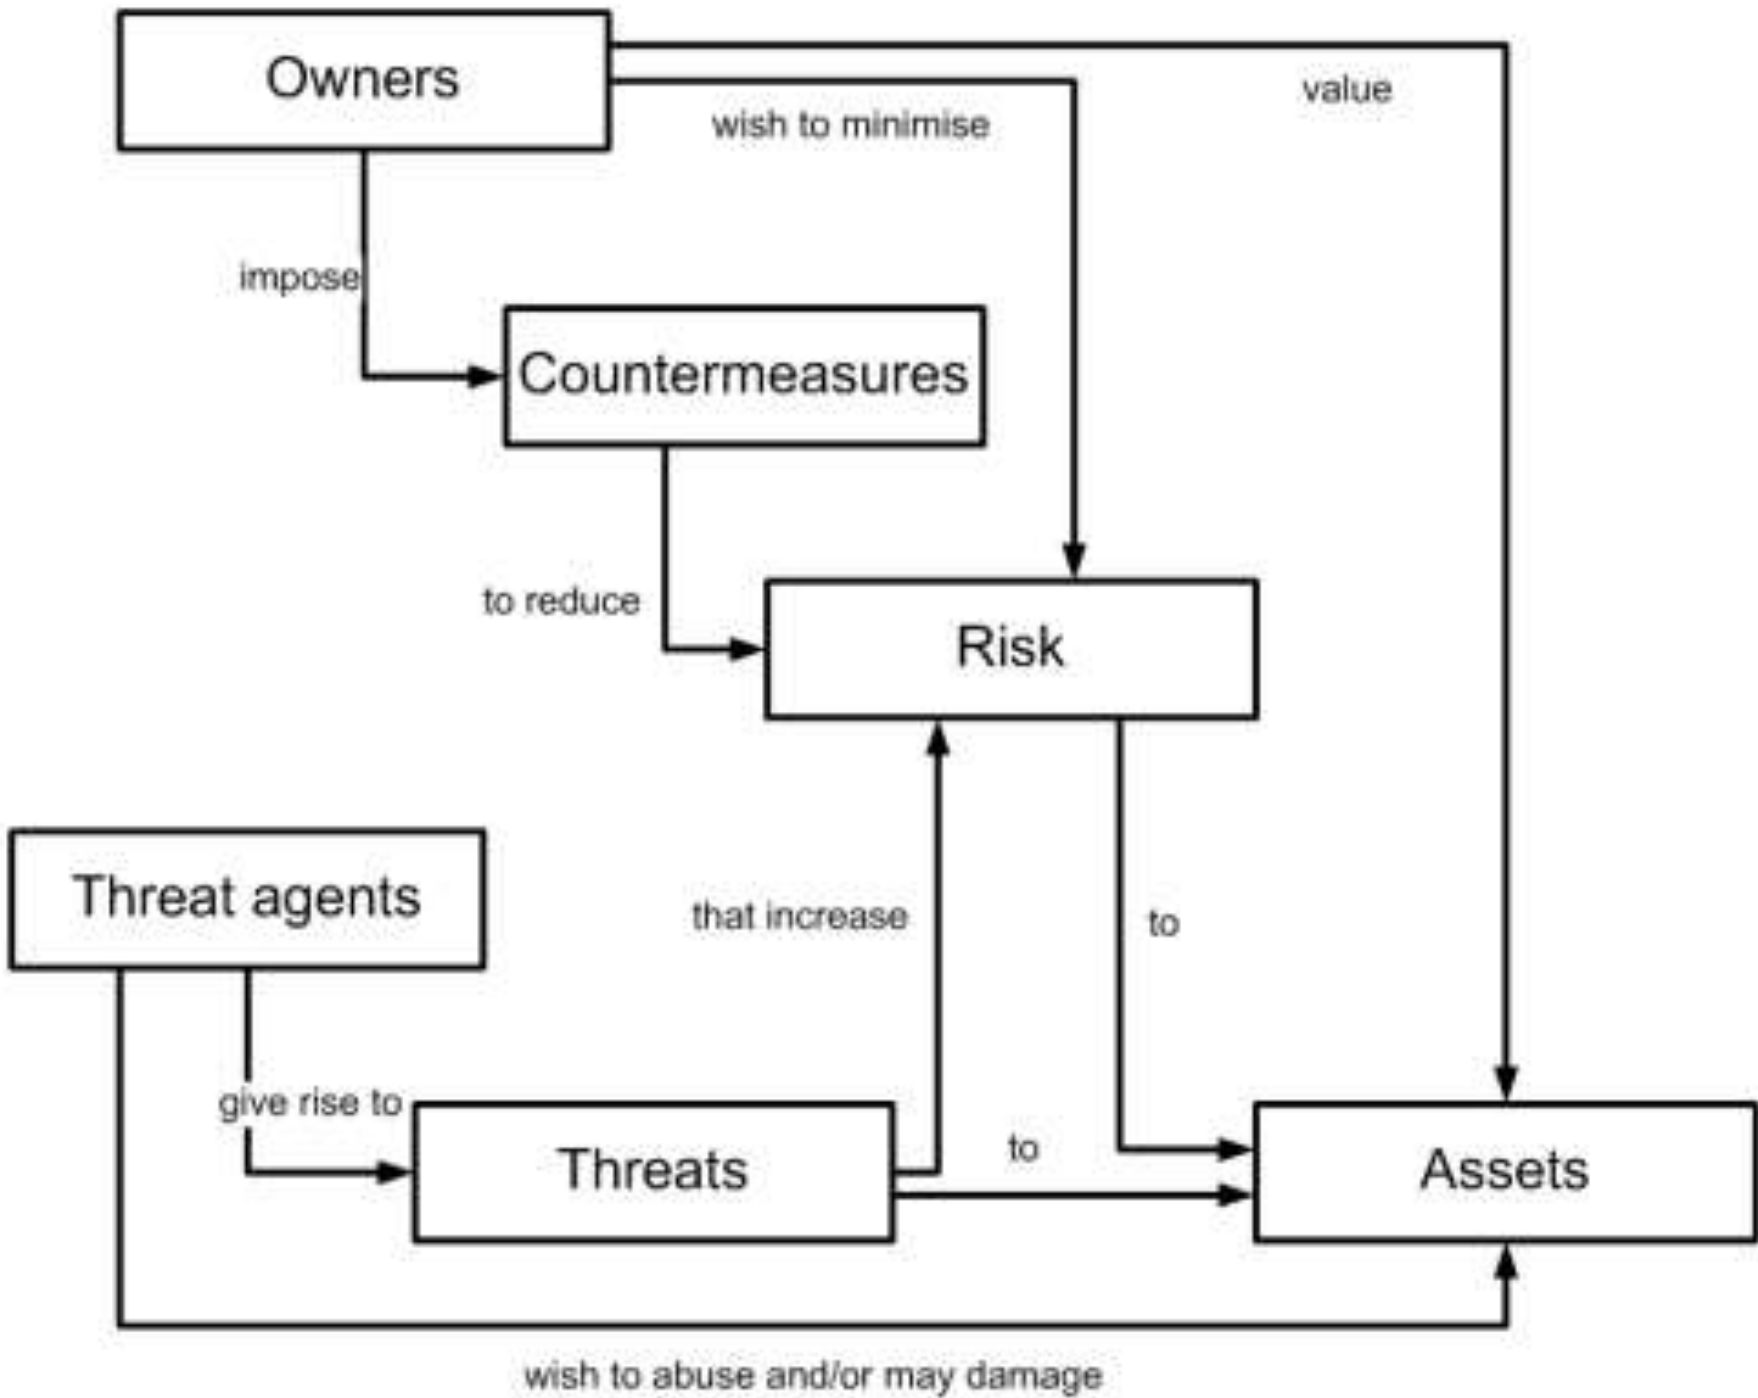 Owners
value
wish to minimise
impose
Countermeasures
to reduce
Risk
Threat agents
that increase
to
give rise to
to
Threats
Assets
wish to abuse and/or may damage